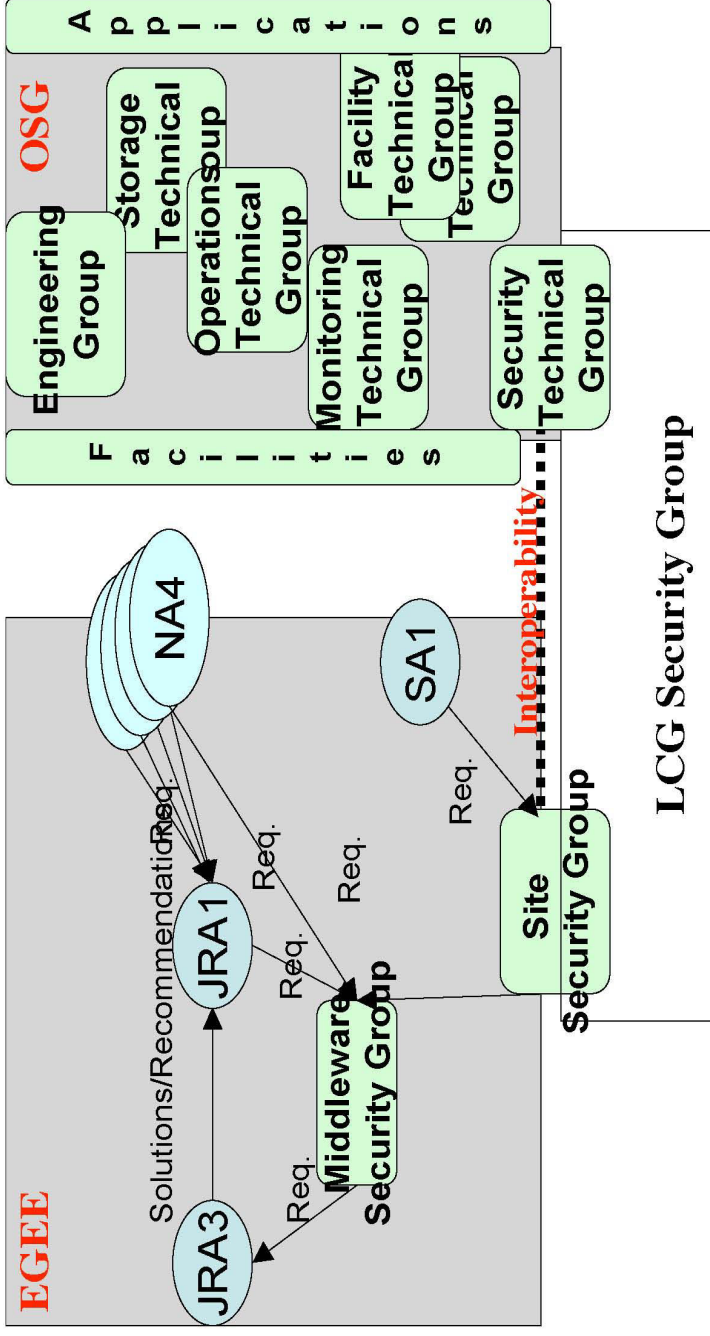 EGEE
JRA3
Solutions/Recommendations
JRA1
Req.
NA4
Req.
Req.
Req.
Req.
Middleware
Security Group
SA1
Req.
Site
Security Group
Interoperability
OSG
Facilities
Applications
Engineering
Group
Storage
Technical
oup
Operations
Technical
Group
Monitoring
Technical
Group
Facility
Technical
Group
Technical
Group
Security
Technical
Group
LCG Security Group